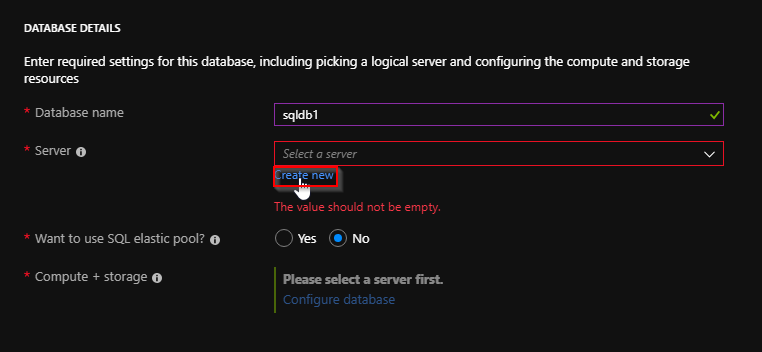 DATABASE DETAILS
Enter required settings for this database, including picking a logical server and configuring the compute and storage
resources
* Database name
sqldb1
* Server
Select a server
Create new
The value should not be empty.
* Want to use SQL elastic pool?
Yes
No
* Compute + storage
Please select a server first.
Configure database